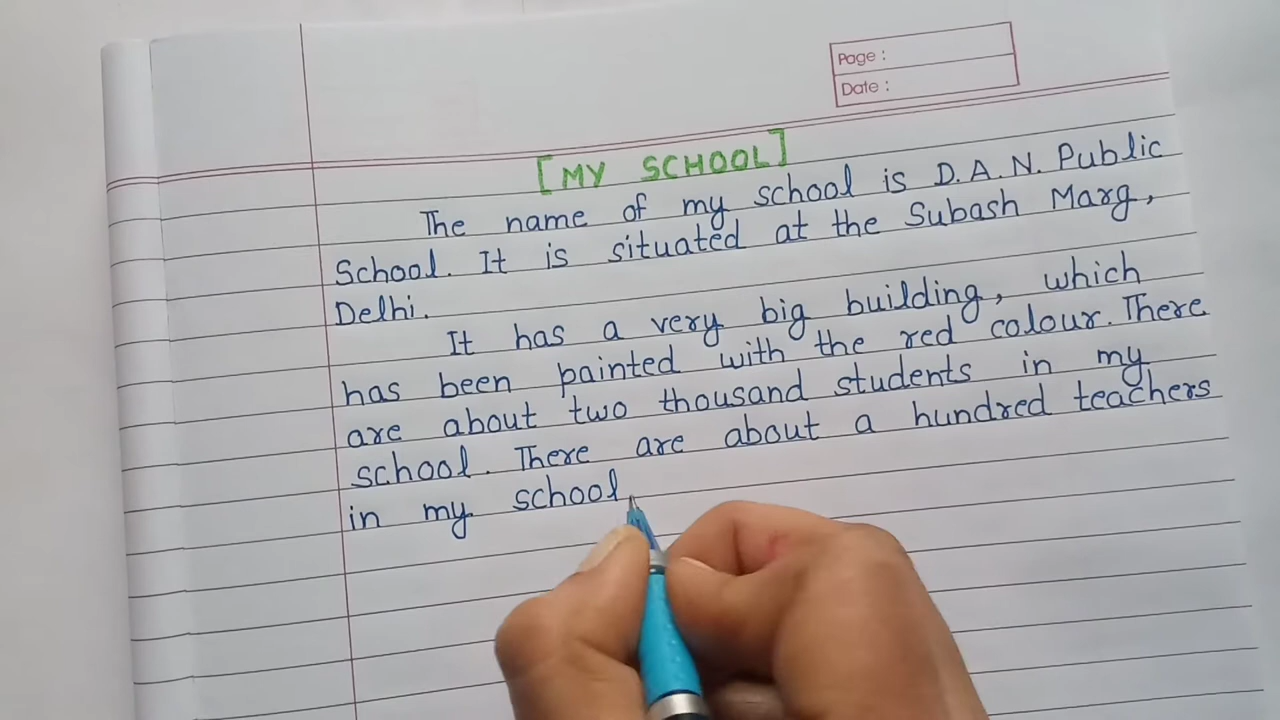 Page :
Date :
[MY SCHOOL]
The name of my school is D.A.N. Public
School. It is situated at the Subash Marg,
Delhi.
It has a very big building, which
has been painted with the red colour. There
are about two thousand students in my
school. There are about a hundred teachers
in my school